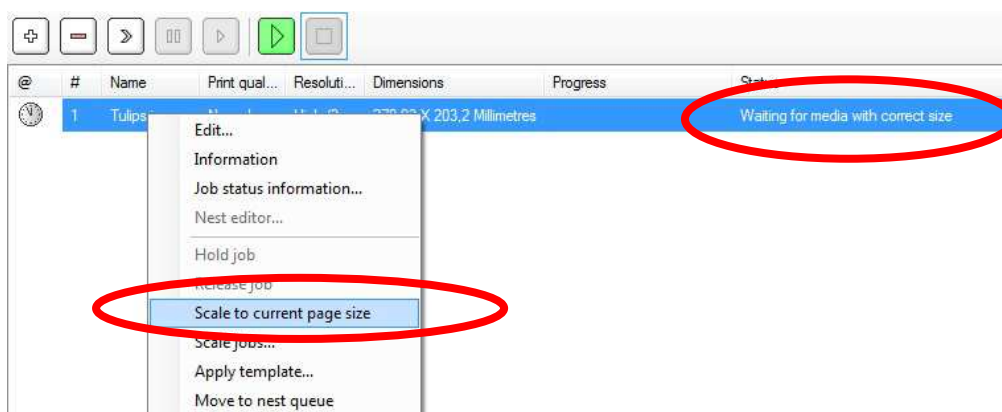 @ # Name Print qual... Resoluti... Dimensions Progress
1 Tulips X 203,2 Millimetres Waiting for media with correct size
Edit...
Information
Job status information...
Nest editor...
Hold job
Release job
Scale to current page size
Scale jobs...
Apply template...
Move to nest queue